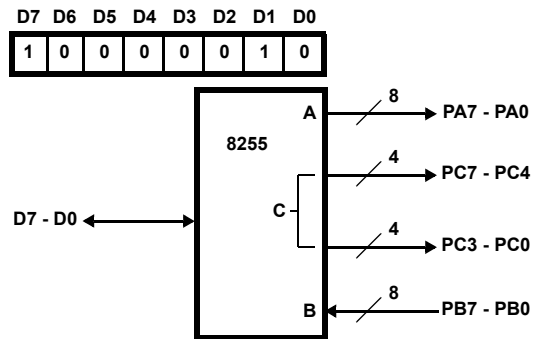 D7 D6 D5 D4 D3 D2 D1 D0
1 0 0 0 0 0 1 0
A
8
PA7 - PA0
8255
4
PC7 - PC4
C
D7 - D0
4
PC3 - PC0
B
8
PB7 - PB0